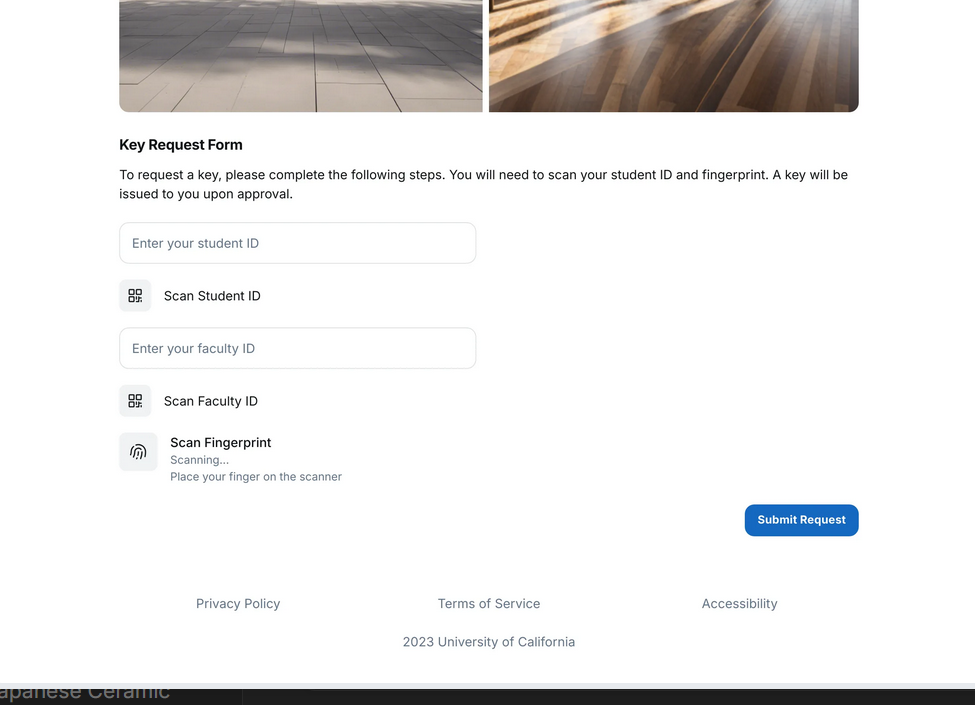 Key Request Form
To request a key, please complete the following steps. You will need to scan your student ID and fingerprint. A key will be
issued to you upon approval.
Enter your student ID
Scan Student ID
Enter your faculty ID
Scan Faculty ID
Scan Fingerprint
Scanning...
Place your finger on the scanner
Submit Request
Privacy Policy
Terms of Service
Accessibility
2023 University of California
apanese Ceramic